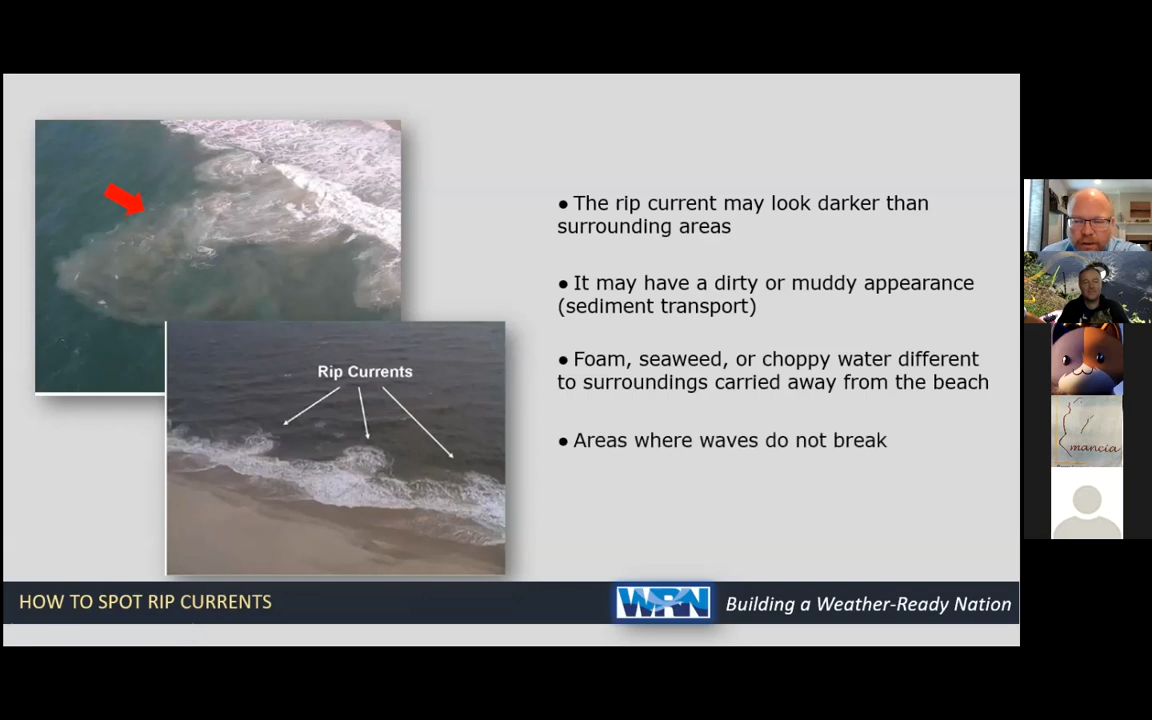 Rip Currents
● The rip current may look darker than
surrounding areas
● It may have a dirty or muddy appearance
(sediment transport)
● Foam, seaweed, or choppy water different
to surroundings carried away from the beach
● Areas where waves do not break
HOW TO SPOT RIP CURRENTS
WRN
Building a Weather-Ready Nation
mancia